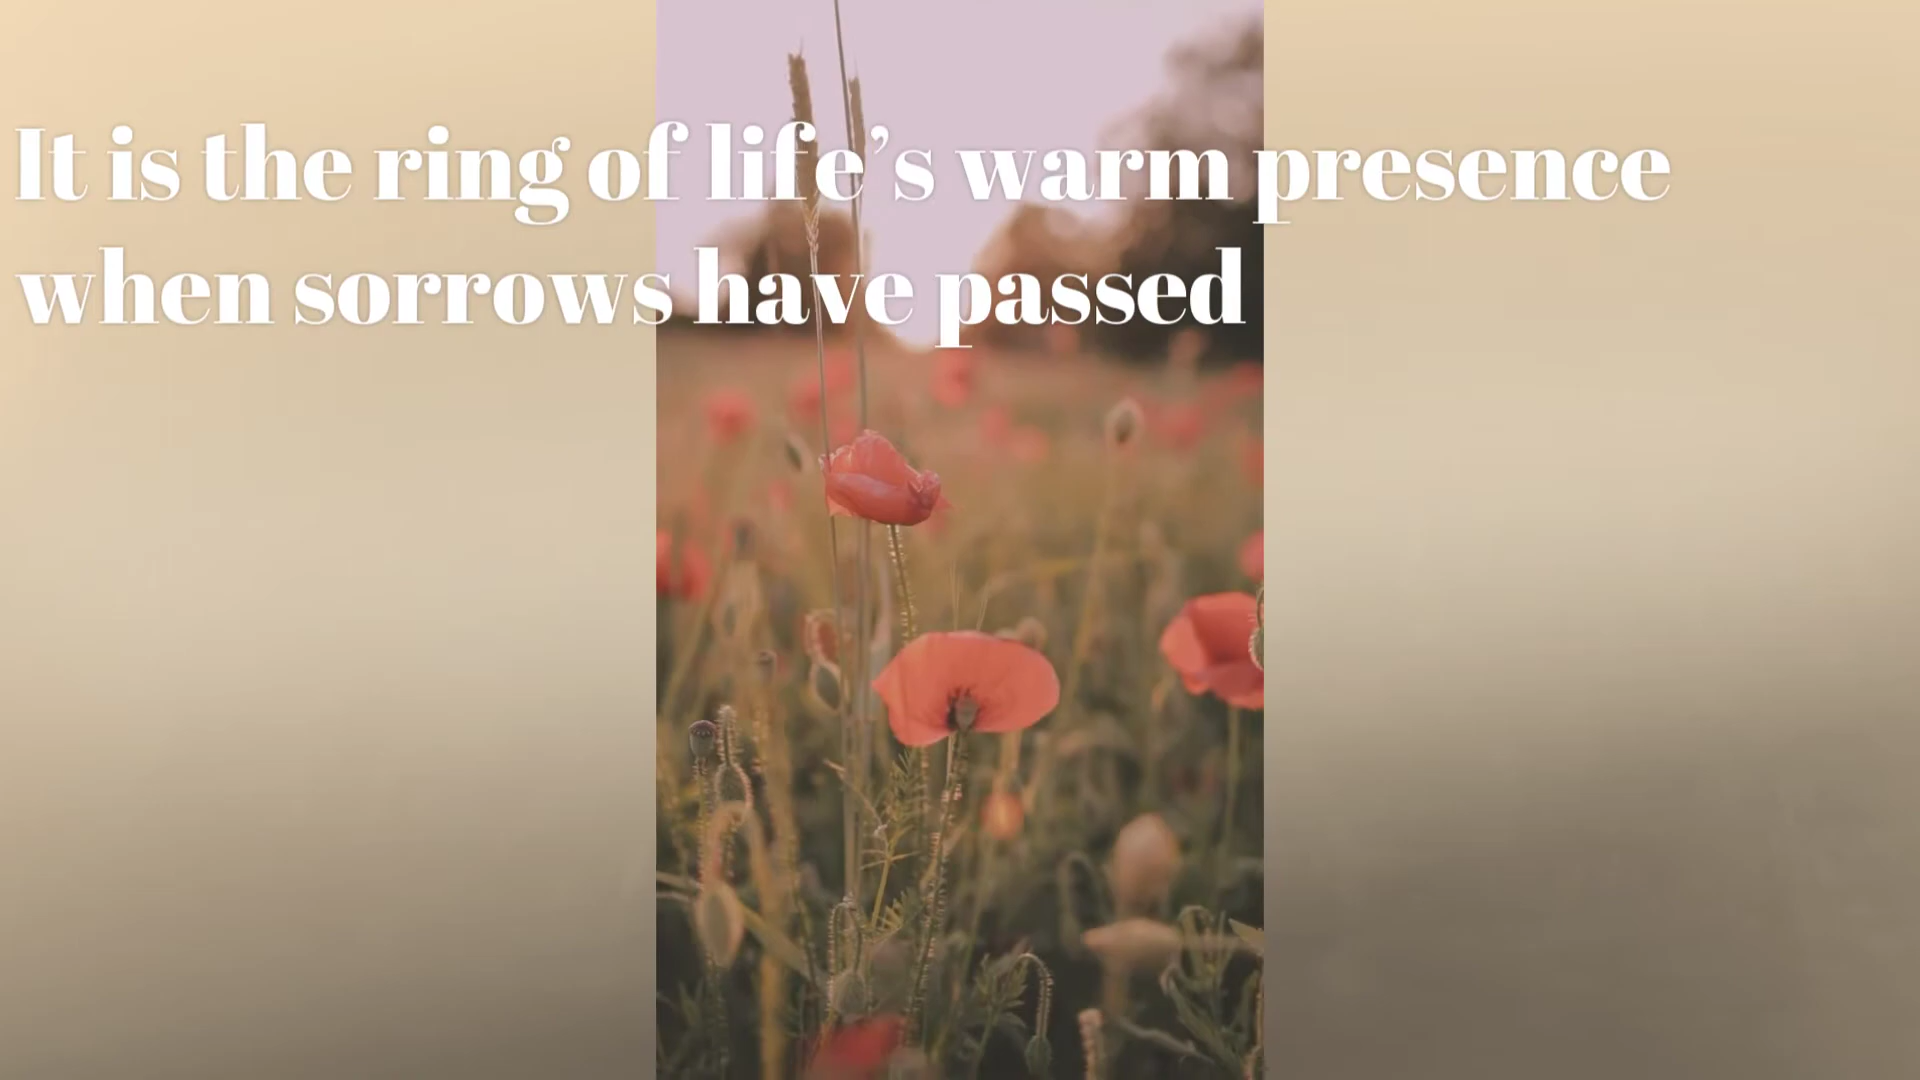 It is the ring of life’s warm presence
when sorrows have passed